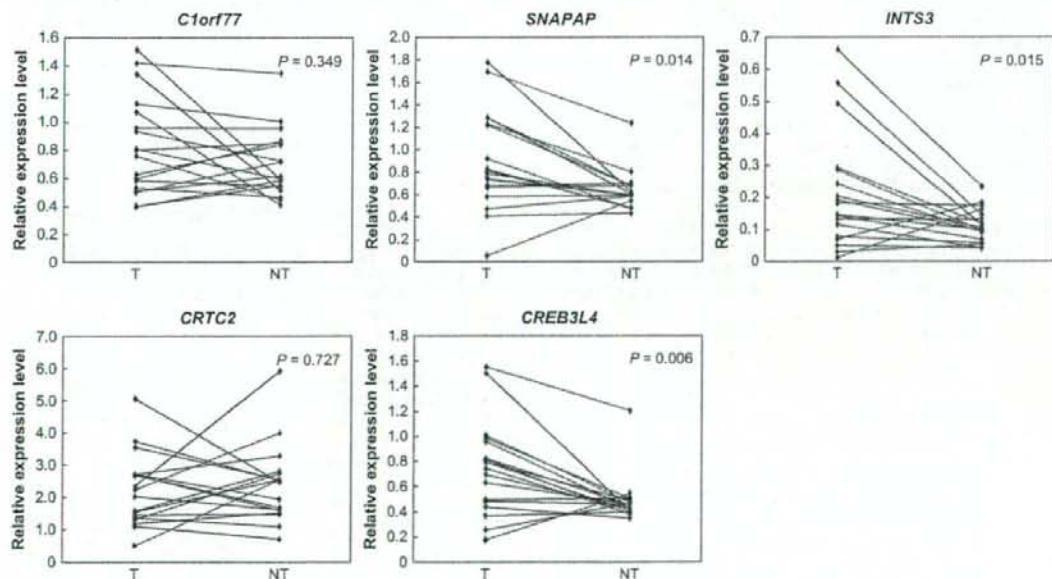 C1orf77
Relative expression level
1.6
1.4
1.2
1.0
0.8
0.6
0.4
0.2
0
P = 0.349
T NT
SNAPAP
Relative expression level
2.0
1.8
1.6
1.4
1.2
1.0
0.8
0.6
0.4
0.2
0
P = 0.014
T NT
INTS3
Relative expression level
0.7
0.6
0.5
0.4
0.3
0.2
0.1
0
P = 0.015
T NT
CRTC2
Relative expression level
7.0
6.0
5.0
4.0
3.0
2.0
1.0
0
P = 0.727
T NT
CREB3L4
Relative expression level
1.8
1.6
1.4
1.2
1.0
0.8
0.6
0.4
0.2
0
P = 0.006
T NT